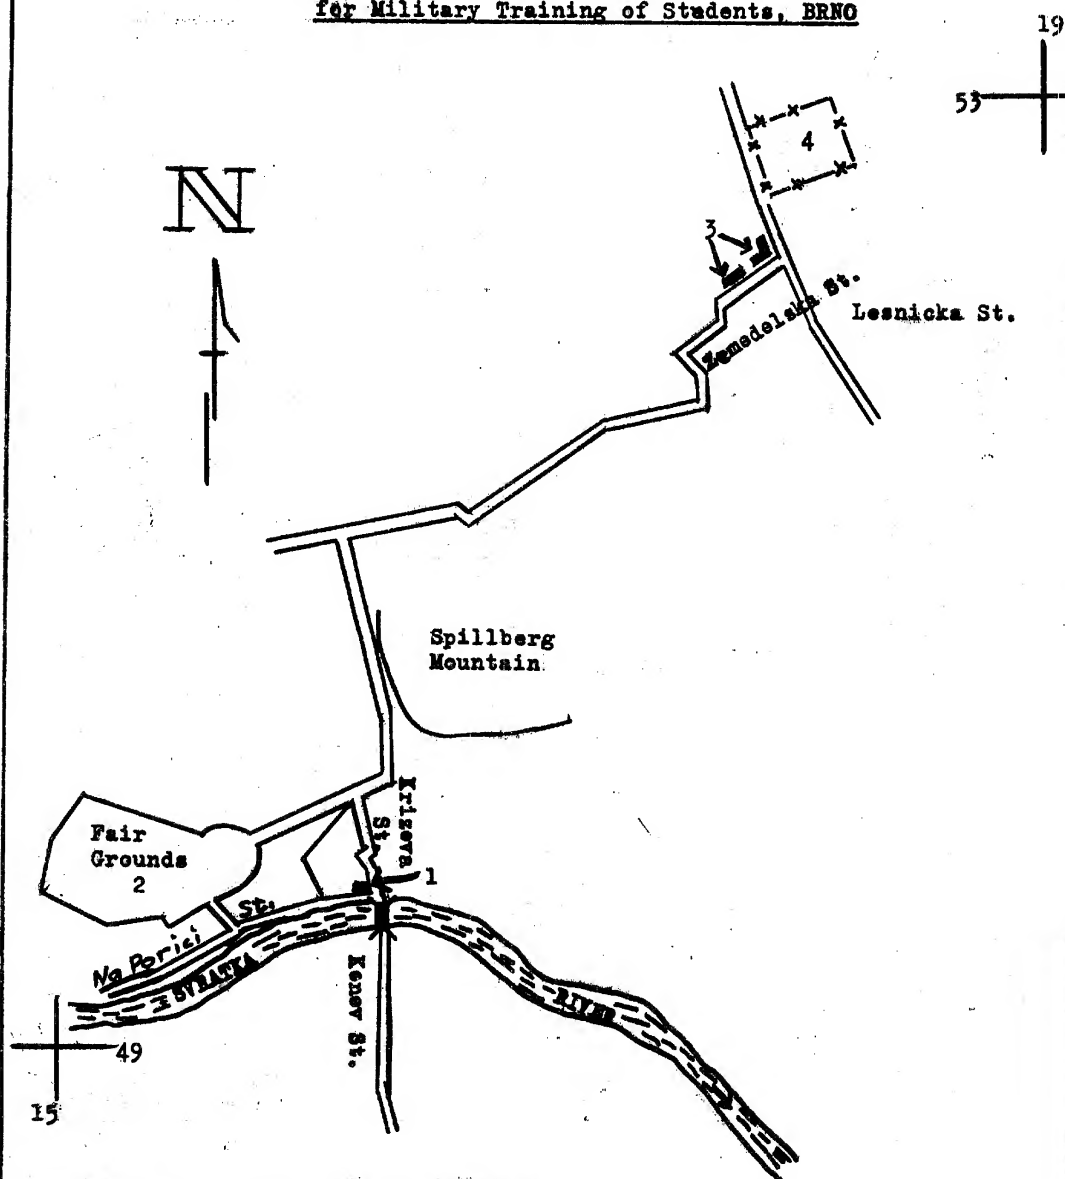 for Military Training of Students, BRNO
19
53
N
4
3
Zemedelska St.
Lesnicka St.
Spillberg
Mountain
Krizova
St.
Fair
Grounds
2
1
St.
Na Porici
SVRATKA
RIVER
Kenov St.
49
15